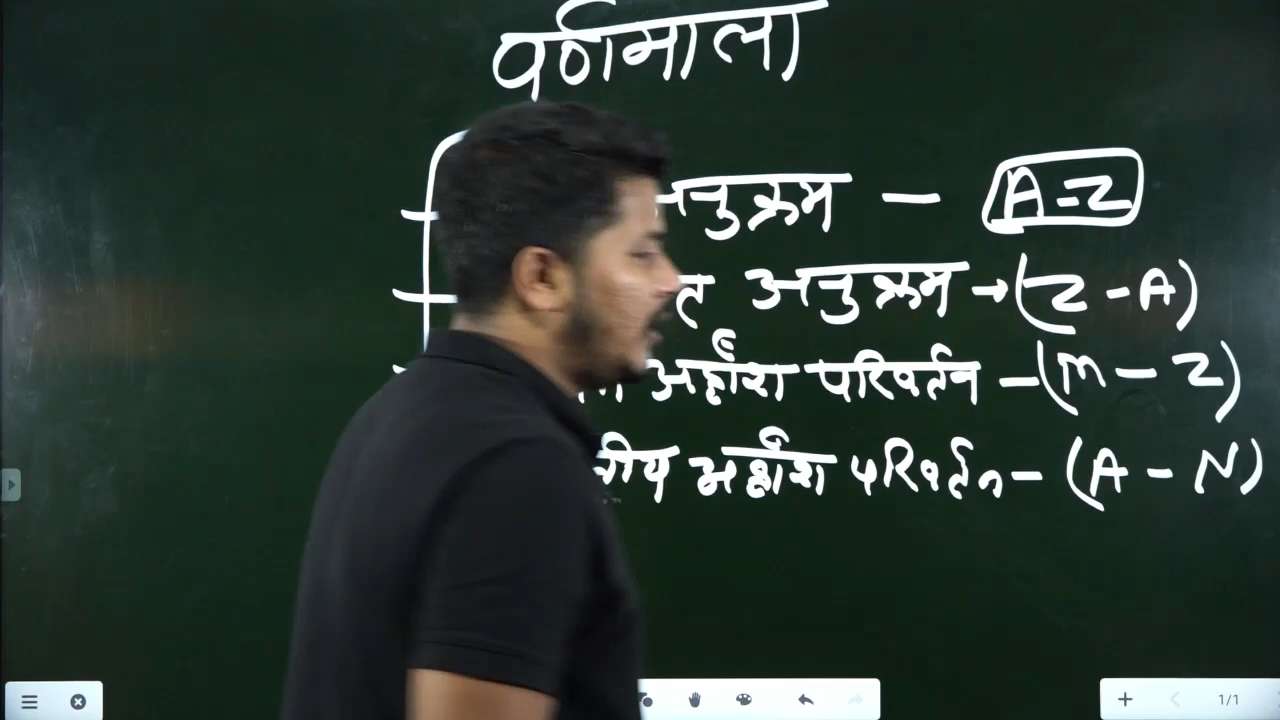 वर्णमाला
अनुक्रम - A=Z
अनुक्रम → (Z - A)
अर्द्धांश परिवर्तन - (M - Z)
अर्द्धांश परिवर्तन - (A - N)
1/1